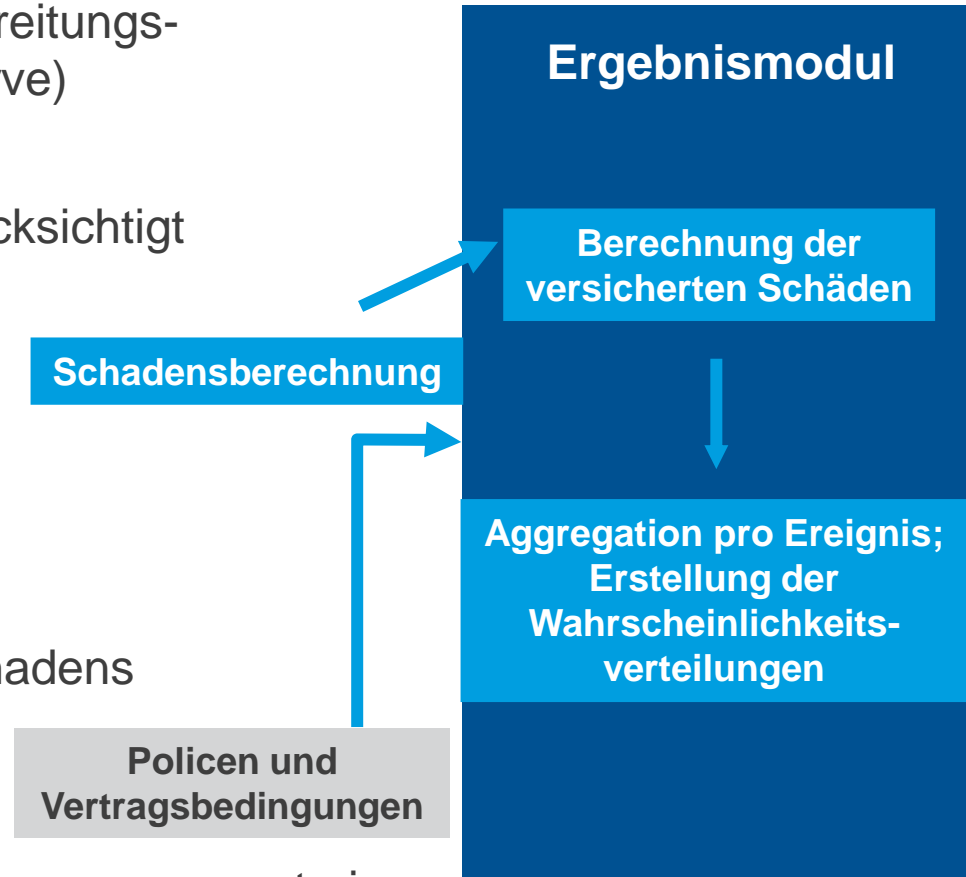 reitungs-
ve)
cksichtigt
Schadensberechnung
adens
Policen und
Vertragsbedingungen
Ergebnismodul
Berechnung der
versicherten Schäden
Aggregation pro Ereignis;
Erstellung der
Wahrscheinlichkeits-
verteilungen